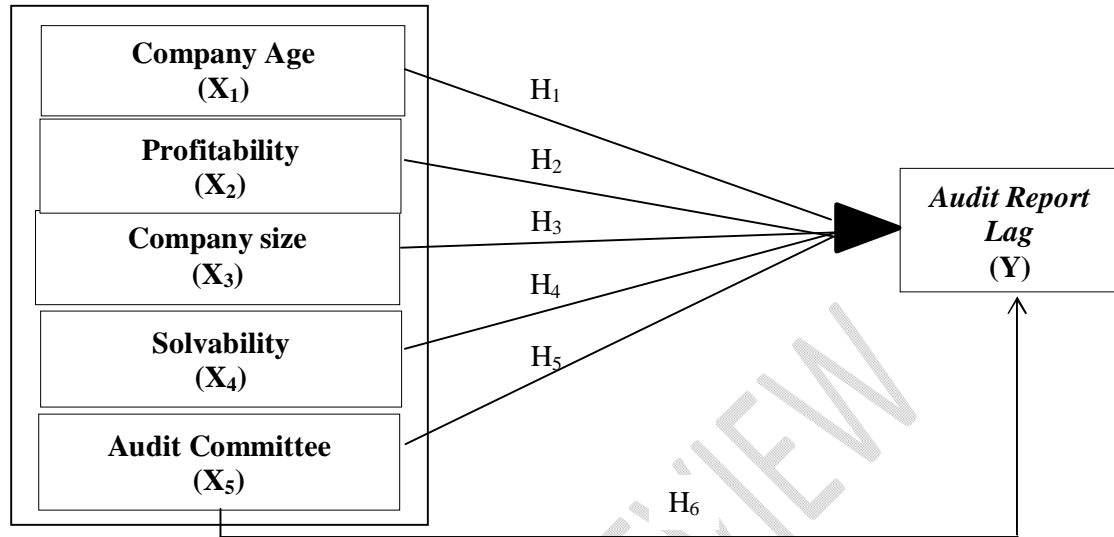 Company Age
(X₁)
Profitability
(X₂)
Company size
(X₃)
Solvability
(X₄)
Audit Committee
(X₅)
H₁
H₂
H₃
H₄
H₅
H₆
Audit Report
Lag
(Y)